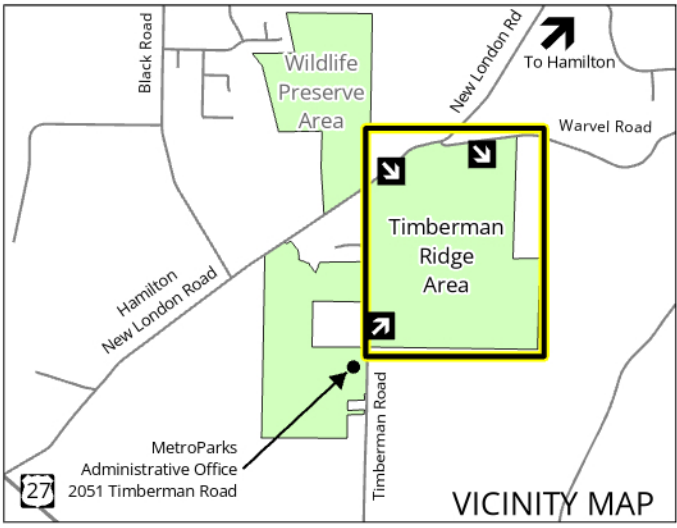 Black Road
New London Rd
To Hamilton
Wildlife
Preserve
Area
Warvel Road
Timberman
Ridge
Area
Hamilton
New London Road
Timberman Road
MetroParks
Administrative Office
2051 Timberman Road
27
VICINITY MAP